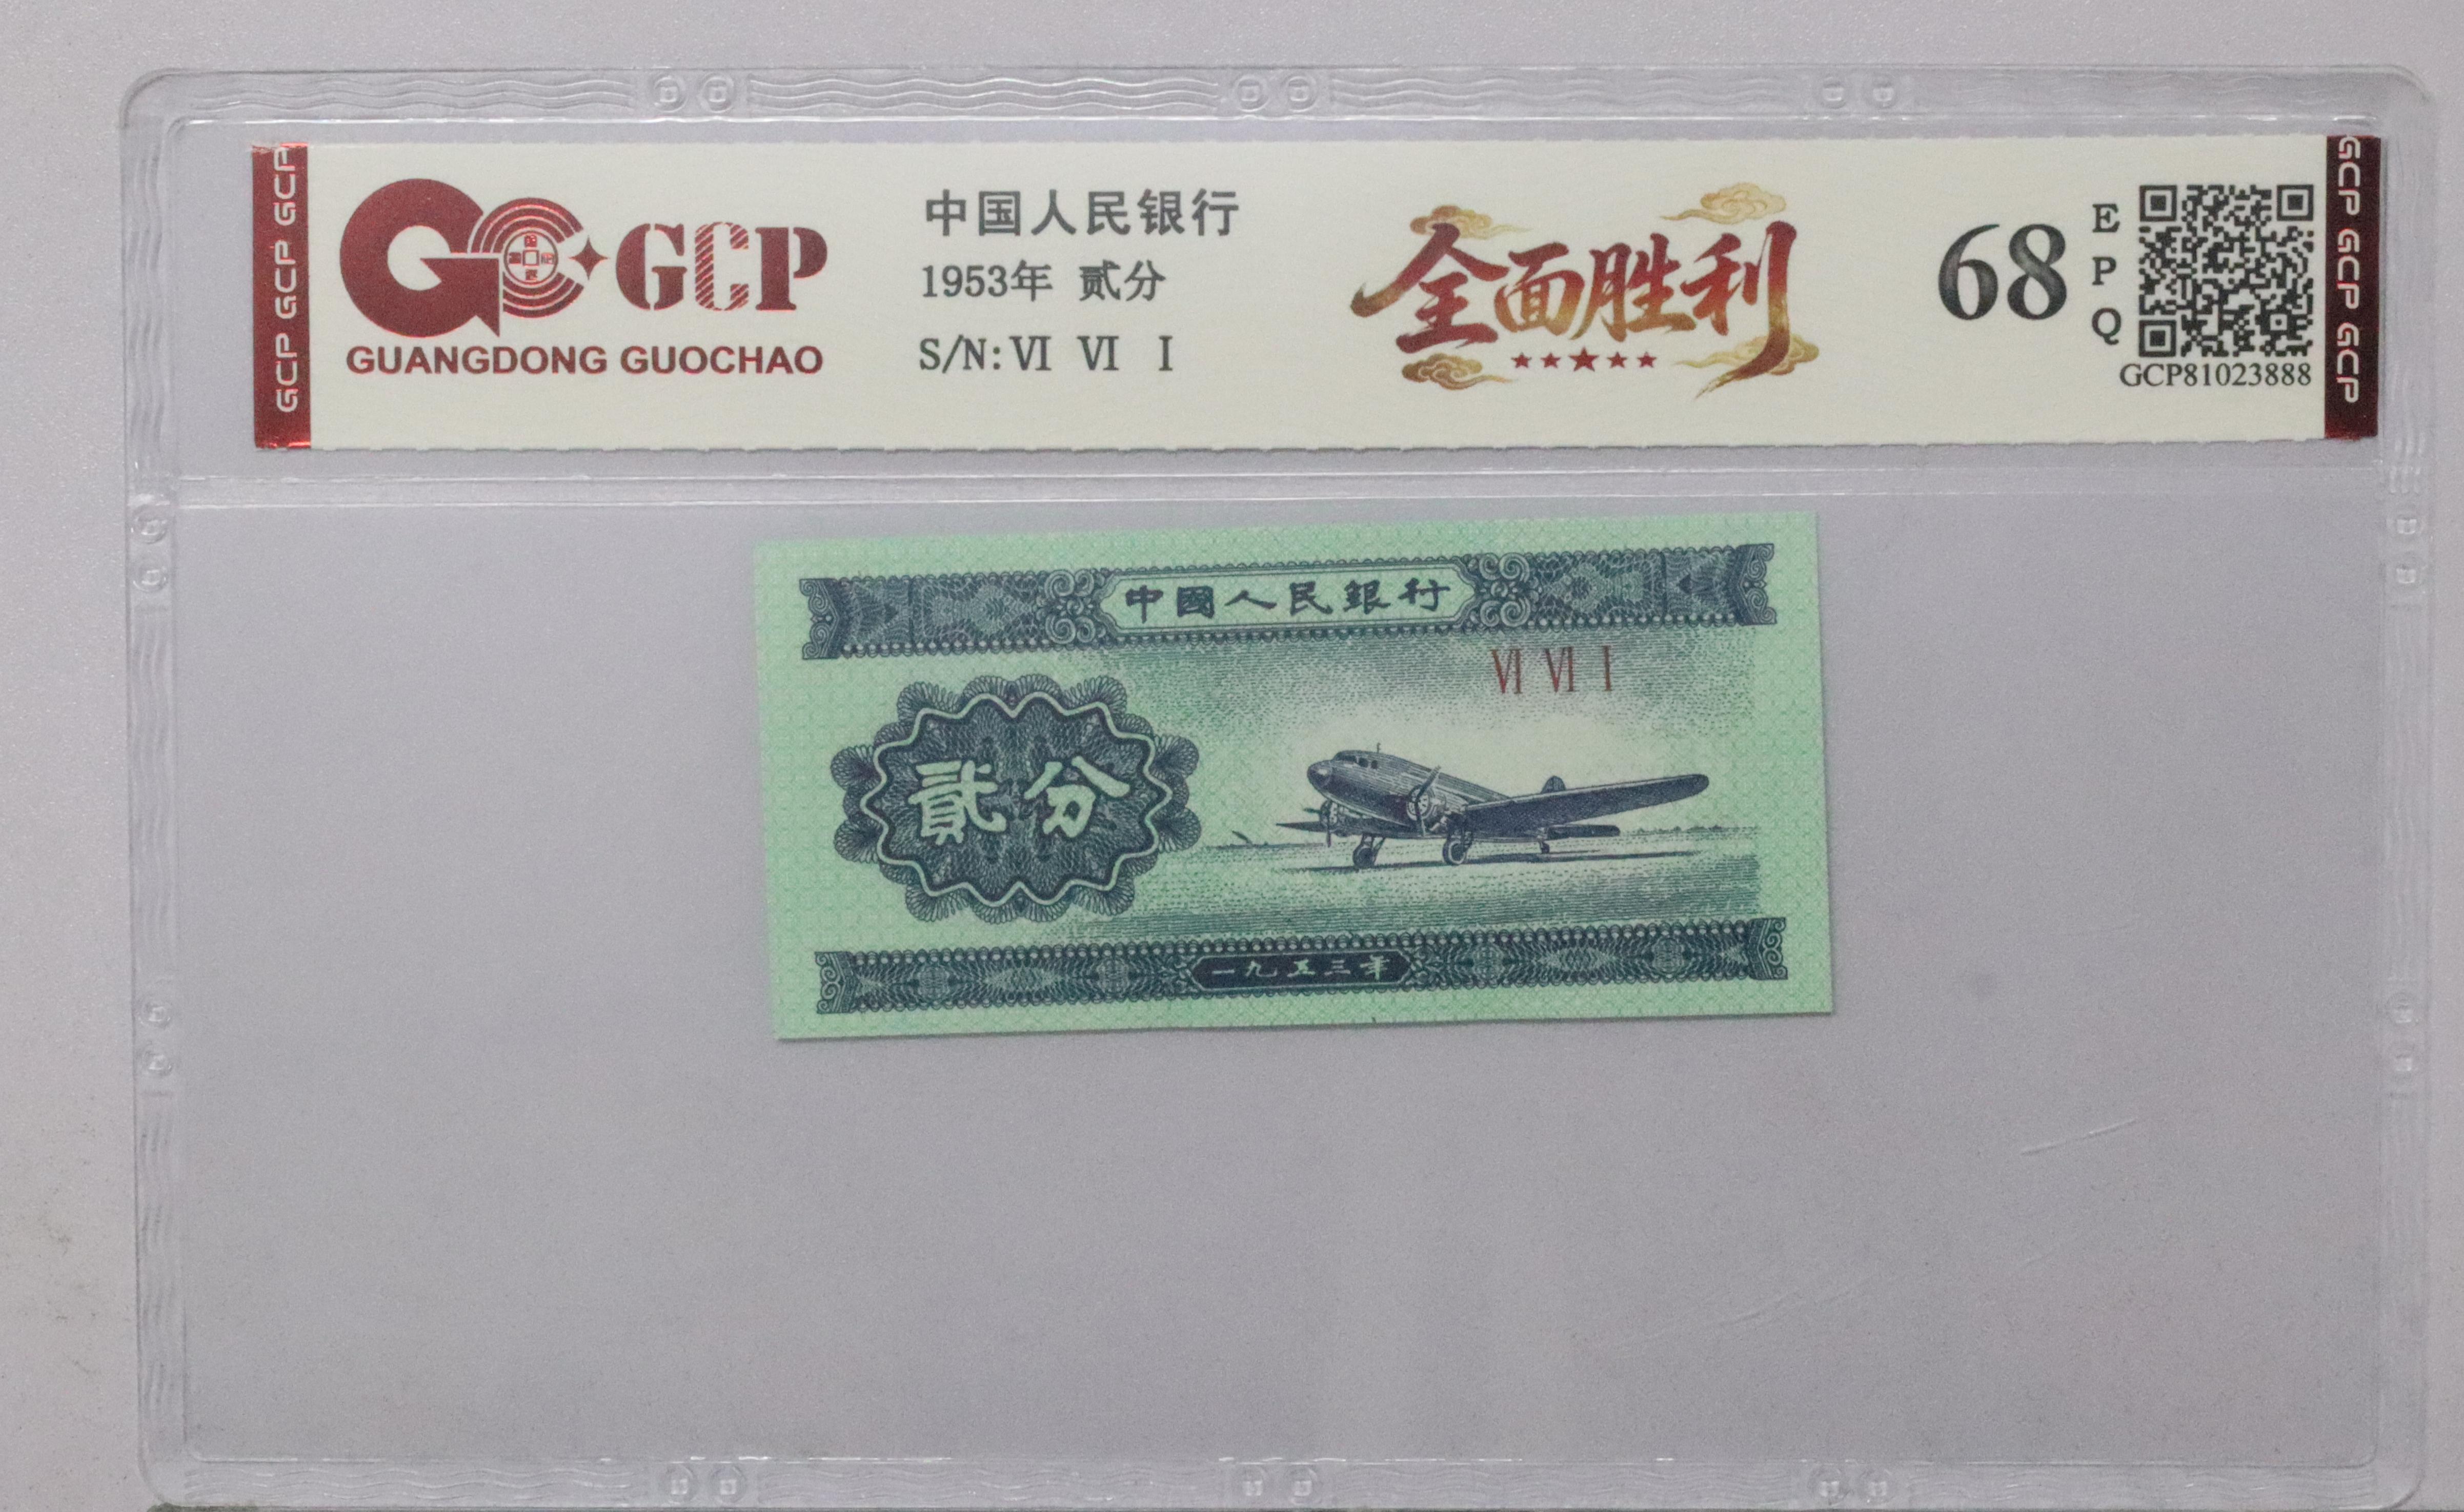 GCP GCP GCP
GCP
GUANGDONG GUOCHAO
中国人民银行
1953年 贰分
S/N:Ⅵ Ⅵ Ⅰ
全面胜利
68
EPQ
GCP81023888
GCP GCP GCP
中國人民銀行
Ⅵ Ⅵ Ⅰ
貳分
一九五三年